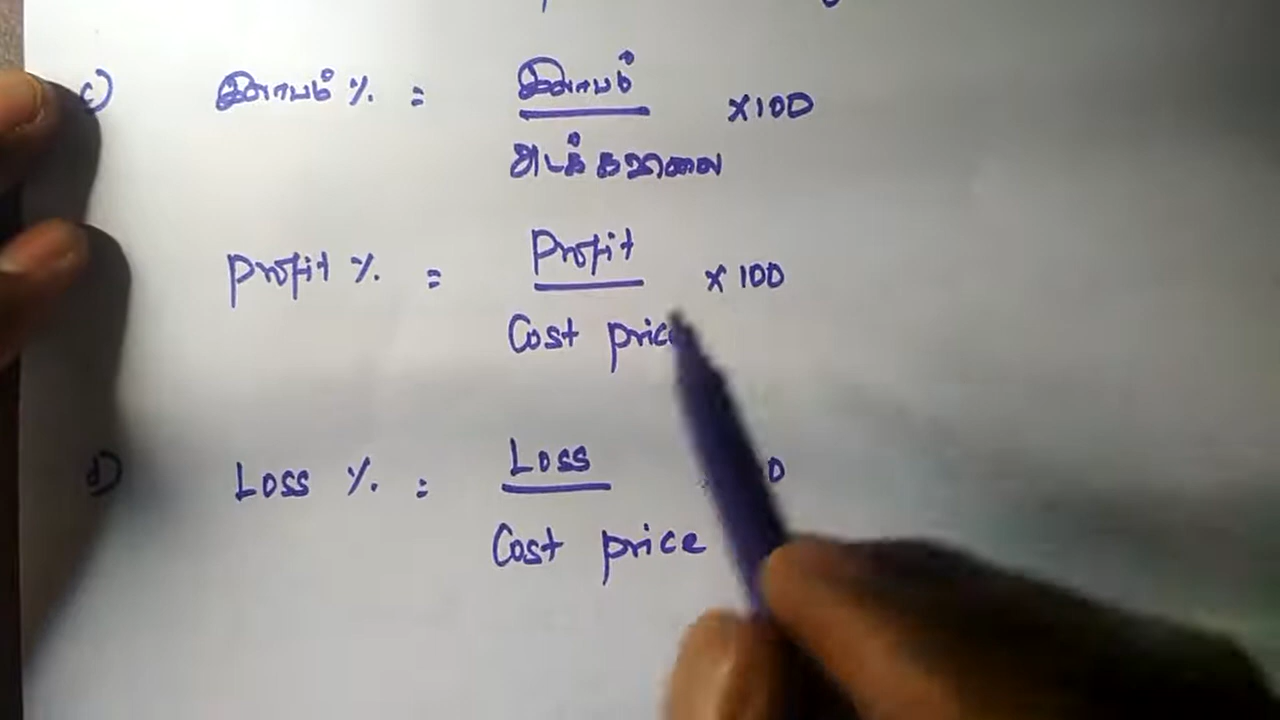 c) இலாபம் % = இலாபம் / அடக்கவிலை ×100
Profit % = Profit / Cost price × 100
d) Loss % = Loss / Cost price